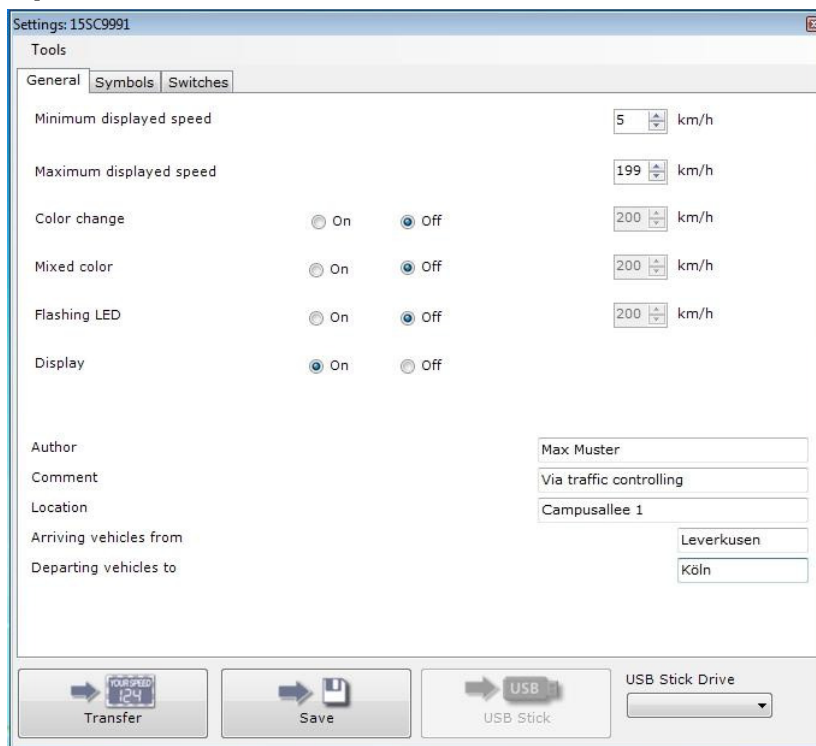 Settings: 15SC9991
Tools
General Symbols Switches
Minimum displayed speed 5 km/h
Maximum displayed speed 199 km/h
Color change On Off 200 km/h
Mixed color On Off 200 km/h
Flashing LED On Off 200 km/h
Display On Off
Author Max Muster
Comment Via traffic controlling
Location Campusallee 1
Arriving vehicles from Leverkusen
Departing vehicles to Köln
YOUR SPEED
124
USB
USB Stick Drive
Transfer Save USB Stick